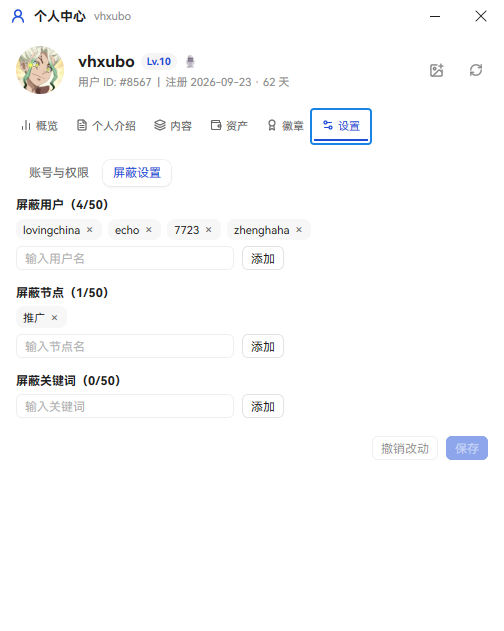 个人中心 vhxubo
vhxubo Lv.10
用户 ID: #8567 | 注册 2026-09-23 · 62 天
概览 个人介绍 内容 资产 徽章 设置
账号与权限 屏蔽设置
屏蔽用户（4/50）
lovingchina × echo × 7723 × zhenghaha ×
输入用户名 添加
屏蔽节点（1/50）
推广 ×
输入节点名 添加
屏蔽关键词（0/50）
输入关键词 添加
撤销改动 保存